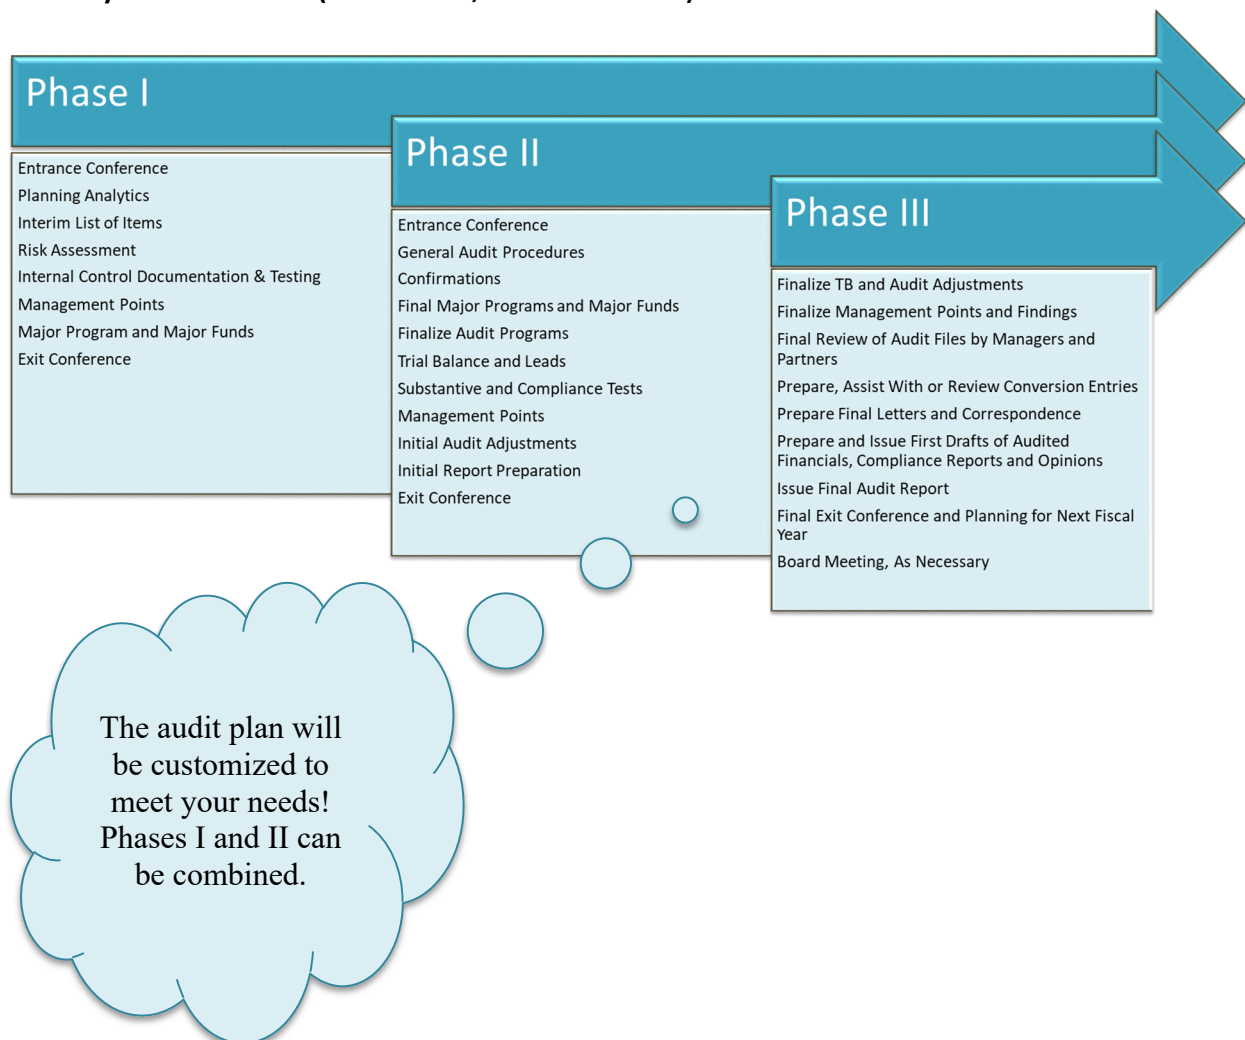 Phase I
Entrance Conference
Planning Analytics
Interim List of Items
Risk Assessment
Internal Control Documentation & Testing
Management Points
Major Program and Major Funds
Exit Conference
Phase II
Entrance Conference
General Audit Procedures
Confirmations
Final Major Programs and Major Funds
Finalize Audit Programs
Trial Balance and Leads
Substantive and Compliance Tests
Management Points
Initial Audit Adjustments
Initial Report Preparation
Exit Conference
Phase III
Finalize TB and Audit Adjustments
Finalize Management Points and Findings
Final Review of Audit Files by Managers and
Partners
Prepare, Assist With or Review Conversion Entries
Prepare Final Letters and Correspondence
Prepare and Issue First Drafts of Audited
Financials, Compliance Reports and Opinions
Issue Final Audit Report
Final Exit Conference and Planning for Next Fiscal
Year
Board Meeting, As Necessary
The audit plan will
be customized to
meet your needs!
Phases I and II can
be combined.